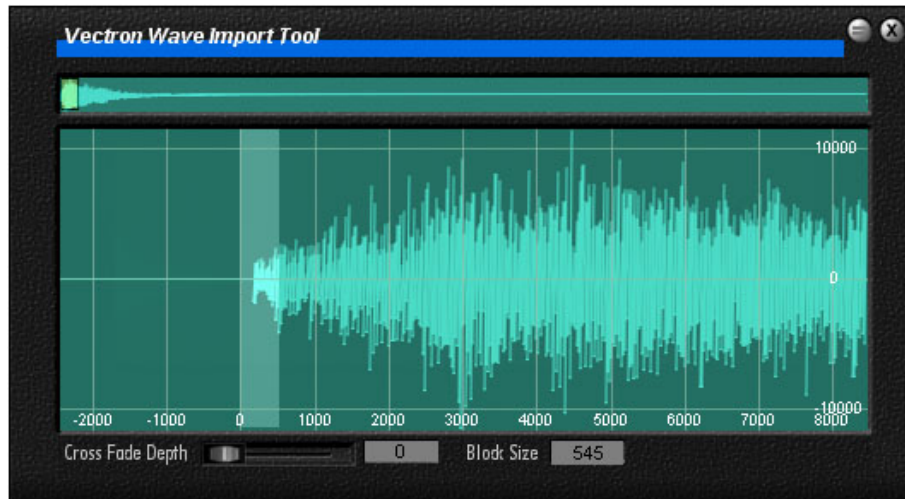 Vectron Wave Import Tool
10000
0
-10000
-2000 -1000 0 1000 2000 3000 4000 5000 6000 7000 8000
Cross Fade Depth 0 Block Size 545